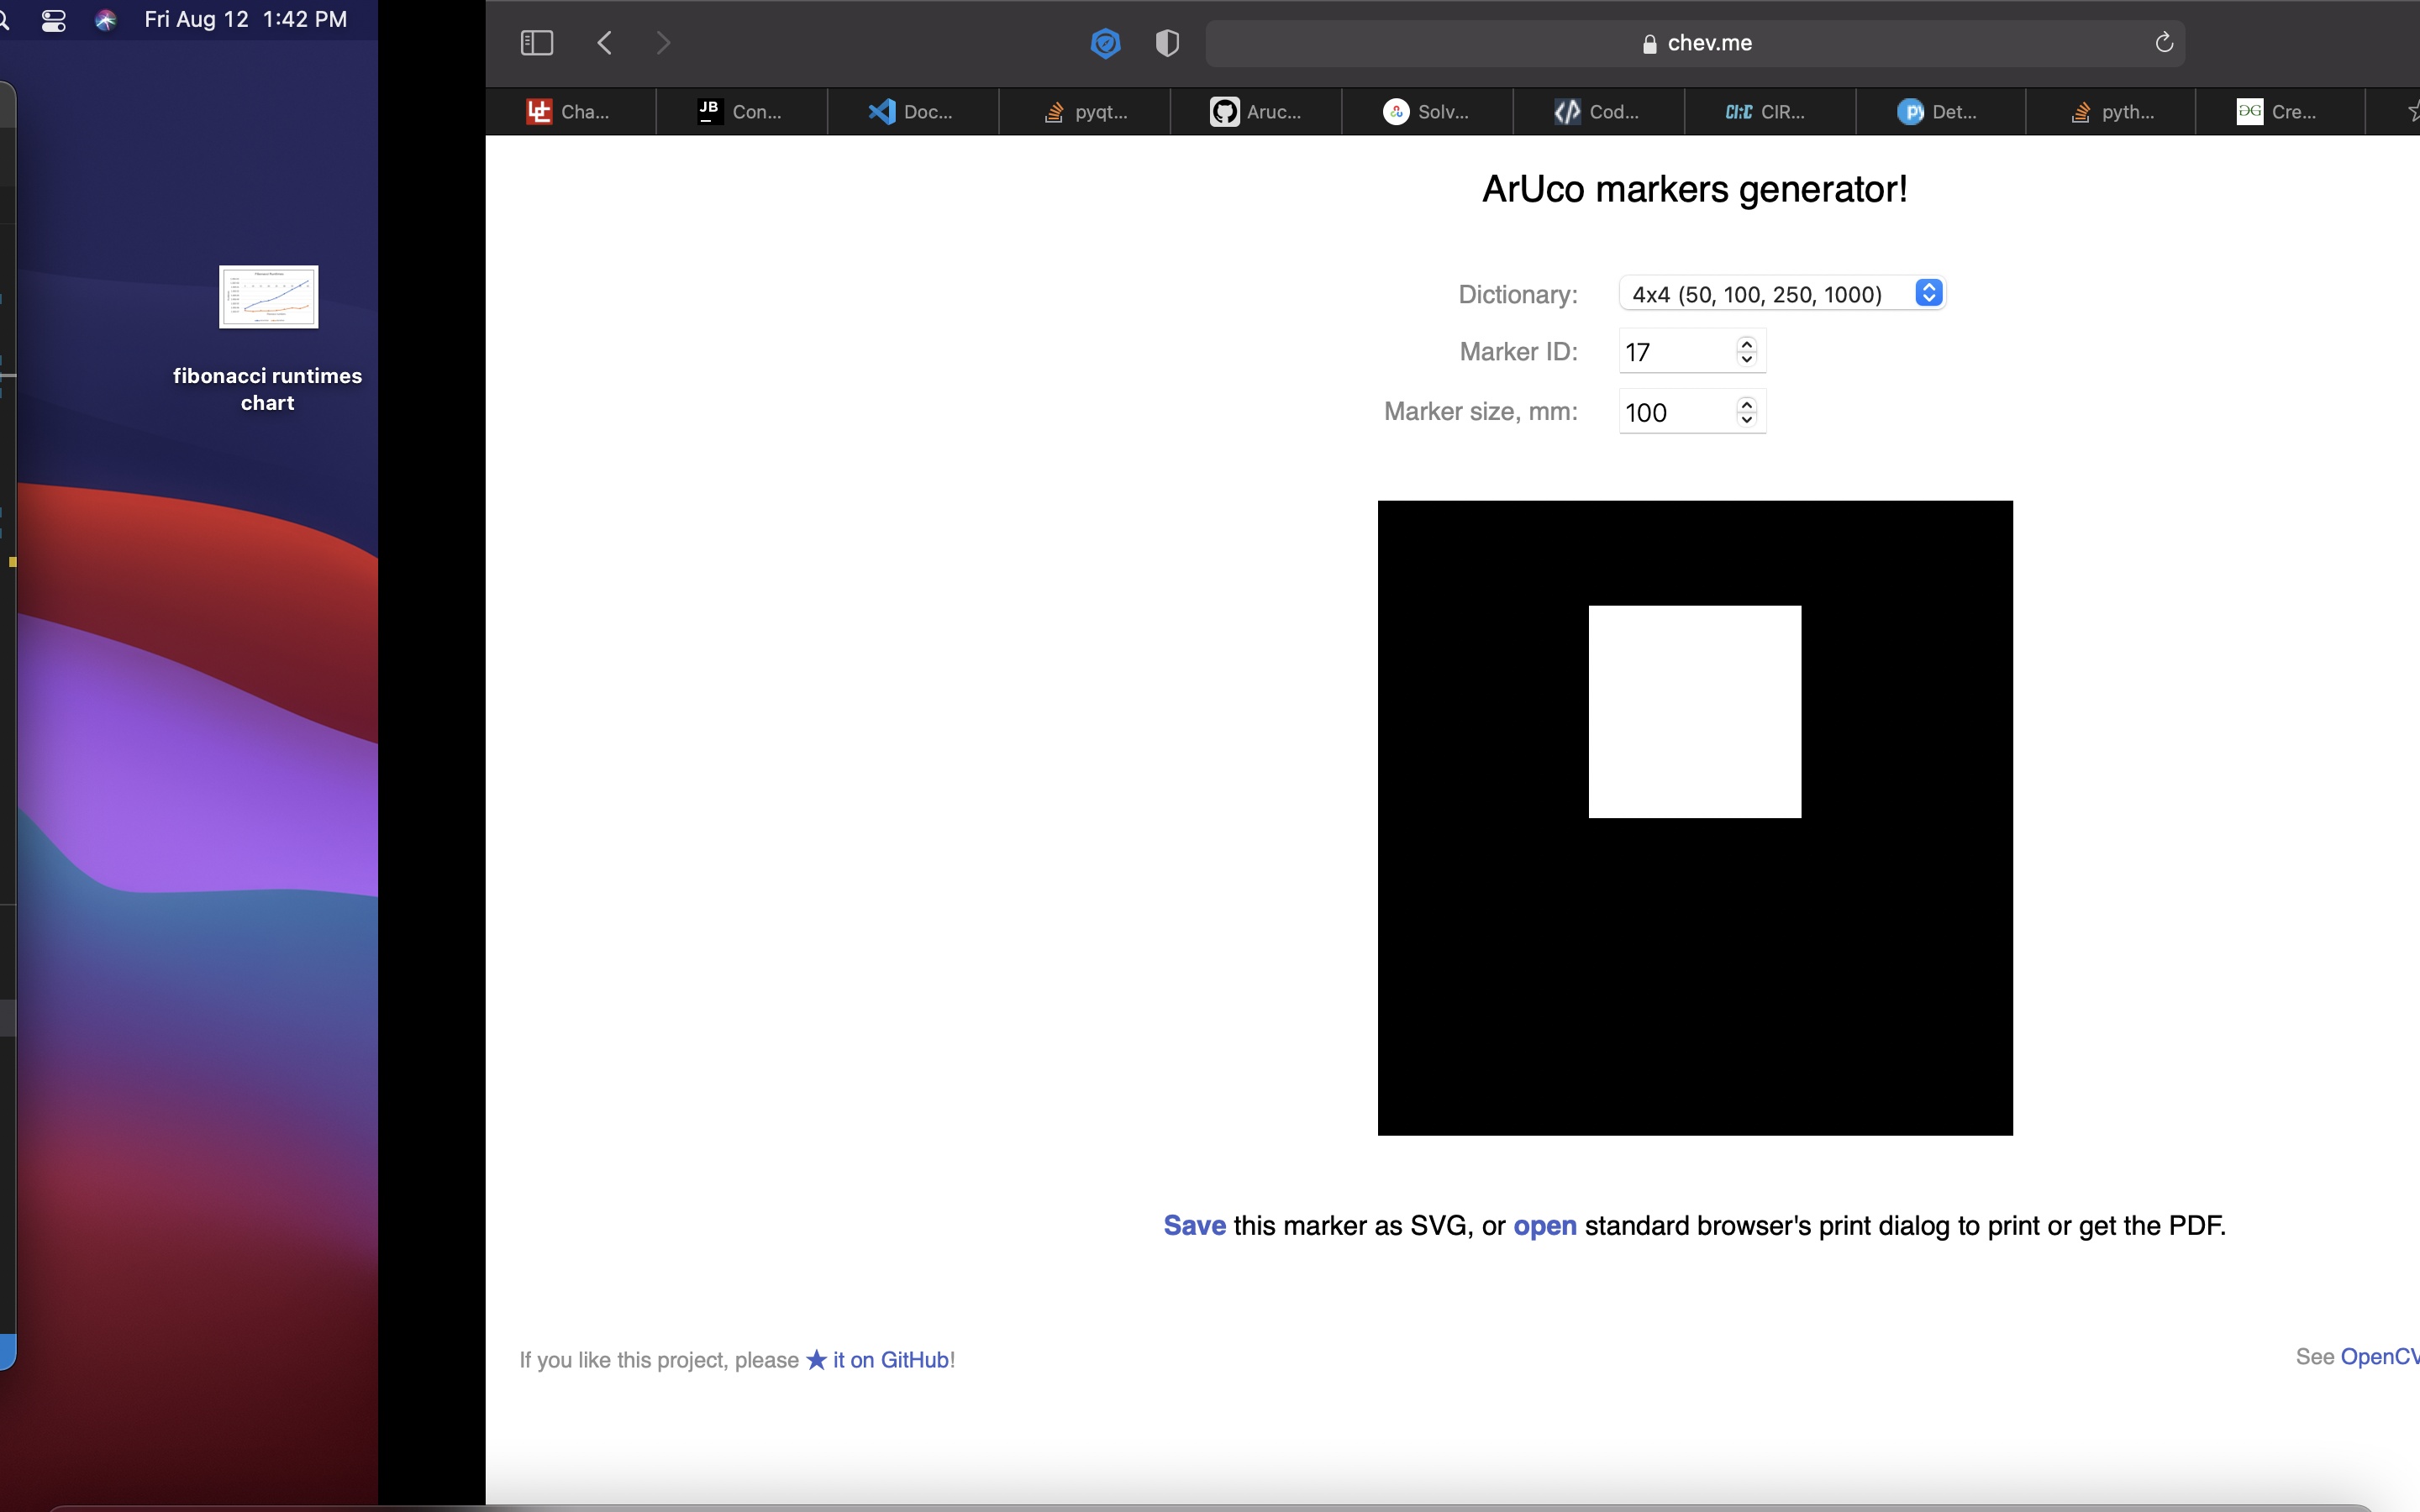 Fri Aug 12 1:42 PM
fibonacci runtimes
chart
chev.me
Cha...
JB Con...
Doc...
pyqt...
Aruc...
Solv...
Cod...
CIRC CIR...
Det...
pyth...
Cre...
ArUco markers generator!
Dictionary: 4x4 (50, 100, 250, 1000)
Marker ID: 17
Marker size, mm: 100
Save this marker as SVG, or open standard browser's print dialog to print or get the PDF.
If you like this project, please ★ it on GitHub!
See OpenCV